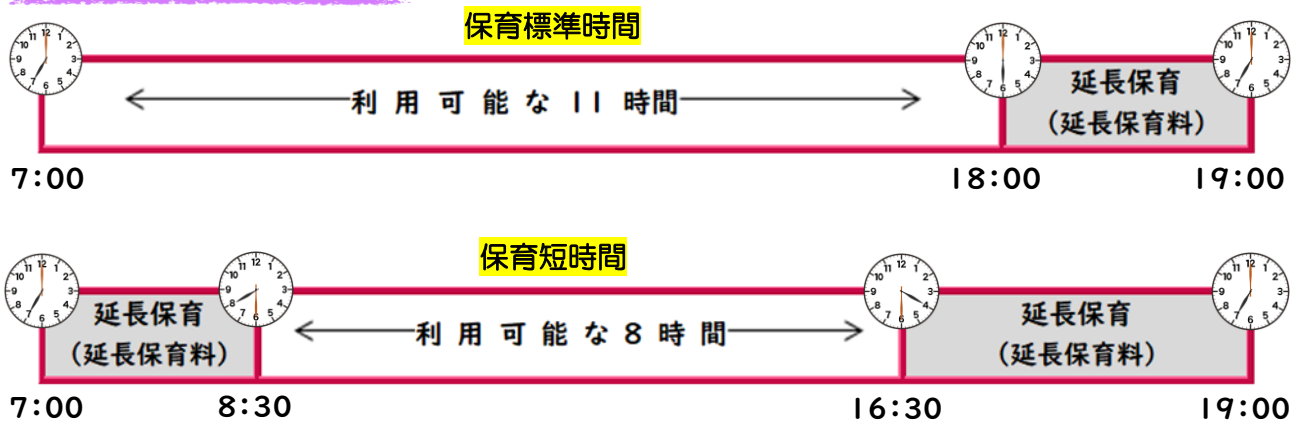 保育標準時間
利用可能な11時間
延長保育
(延長保育料)
7:00
18:00
19:00
保育短時間
延長保育
(延長保育料)
利用可能な8時間
延長保育
(延長保育料)
7:00
8:30
16:30
19:00